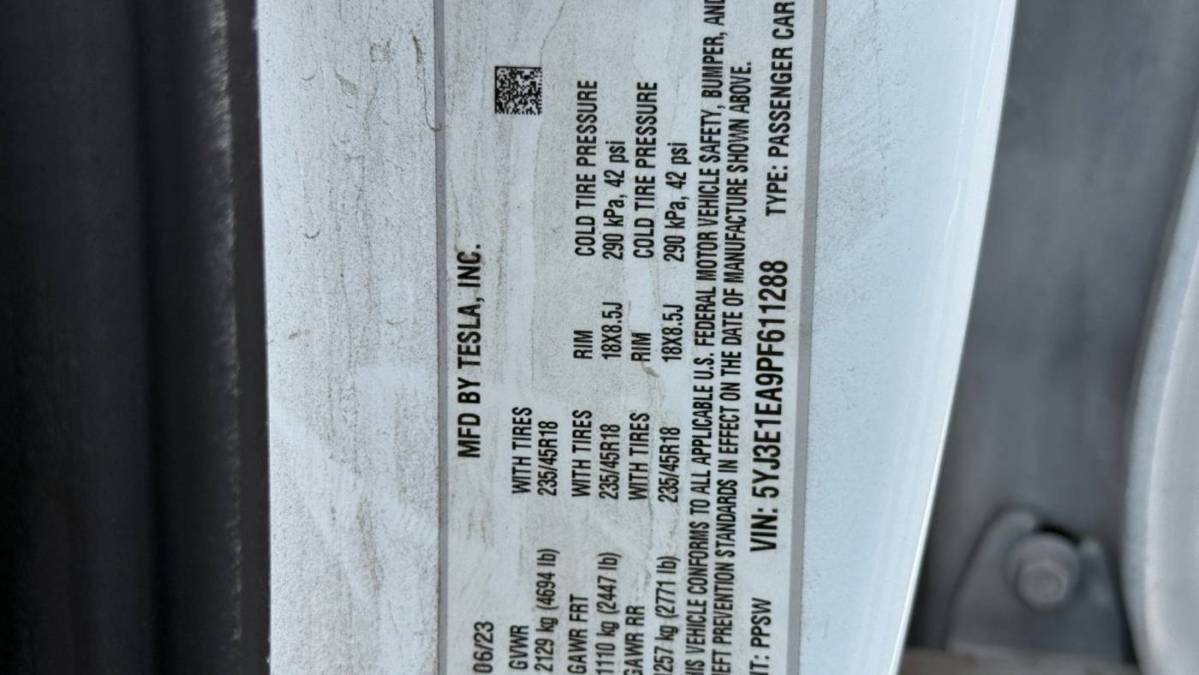 MFD BY TESLA, INC.
06/23
GVWR WITH TIRES
2129 kg (4694 lb) 235/45R18
GAWR FRT WITH TIRES RIM COLD TIRE PRESSURE
1110 kg (2447 lb) 235/45R18 18X8.5J 290 kPa, 42 psi
GAWR RR WITH TIRES RIM COLD TIRE PRESSURE
1257 kg (2771 lb) 235/45R18 18X8.5J 290 kPa, 42 psi
HIS VEHICLE CONFORMS TO ALL APPLICABLE U.S. FEDERAL MOTOR VEHICLE SAFETY, BUMPER, AND
EFT PREVENTION STANDARDS IN EFFECT ON THE DATE OF MANUFACTURE SHOWN ABOVE.
NT: PPSW VIN: 5YJ3E1EA9PF611288 TYPE: PASSENGER CAR